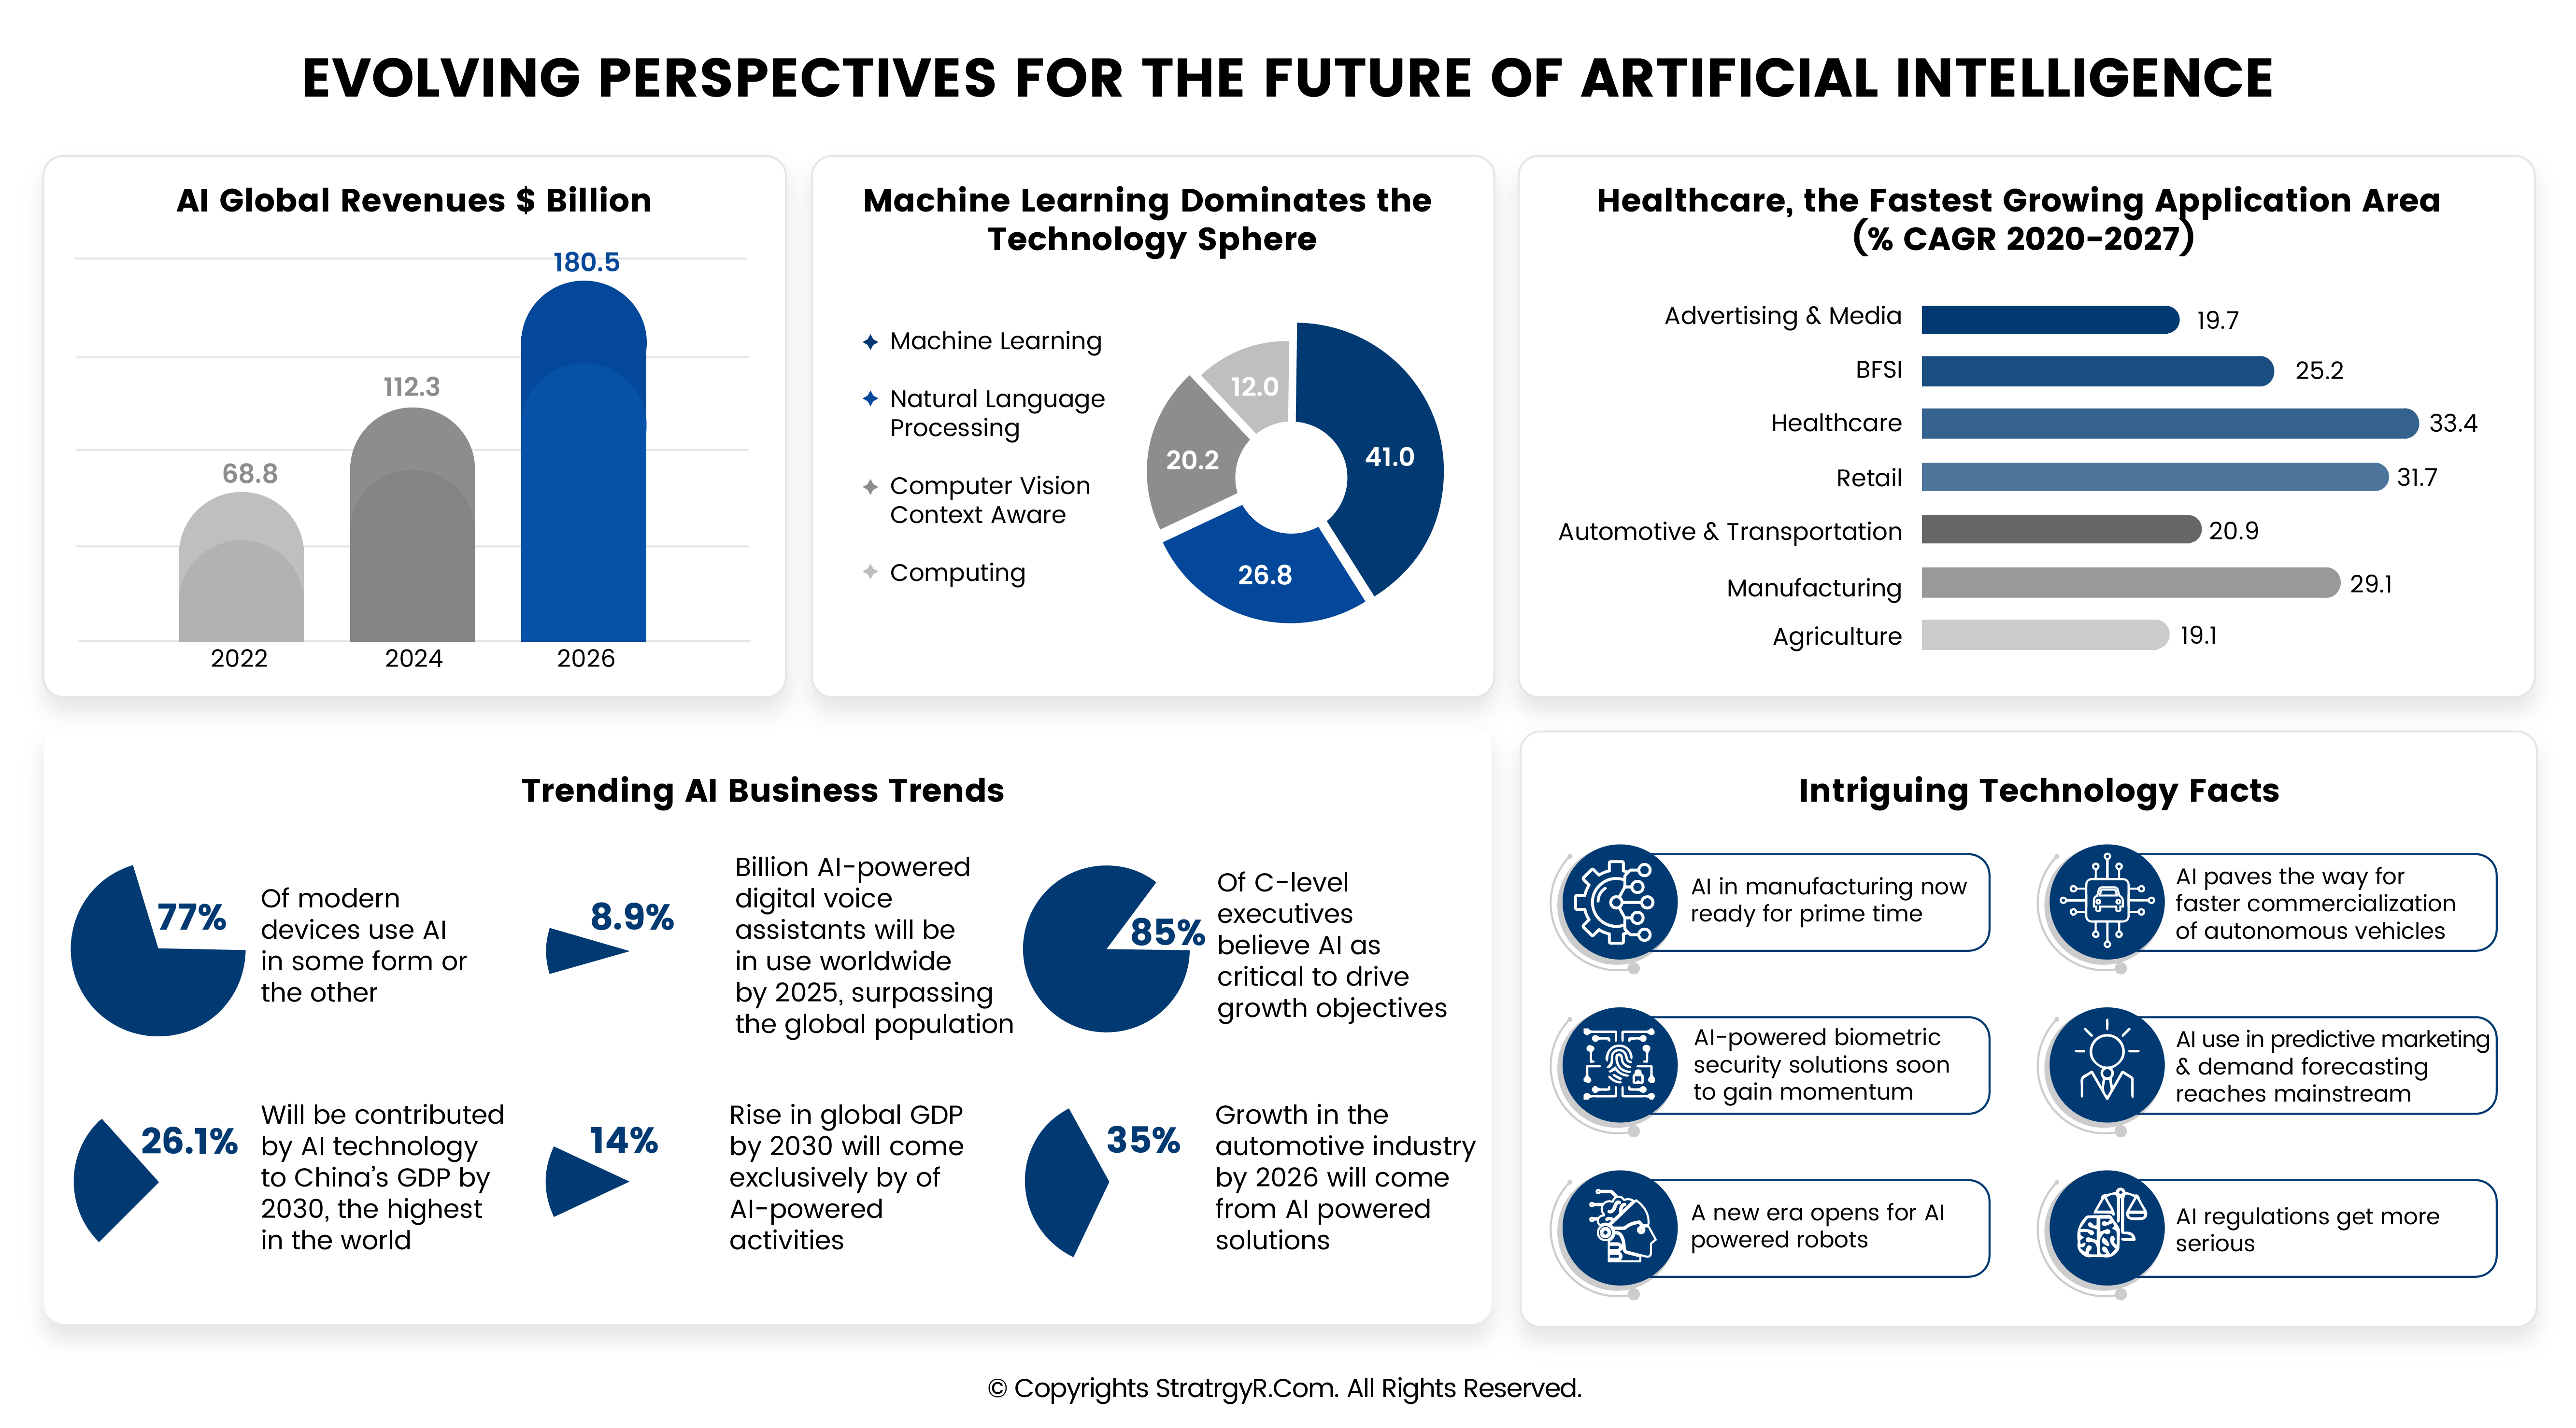 EVOLVING PERSPECTIVES FOR THE FUTURE OF ARTIFICIAL INTELLIGENCE
AI Global Revenues $ Billion
180.5
112.3
68.8
2022
2024
2026
Machine Learning Dominates the
Technology Sphere
Machine Learning
Natural Language
Processing
Computer Vision
Context Aware
Computing
12.0
41.0
20.2
26.8
Healthcare, the Fastest Growing Application Area
(% CAGR 2020-2027)
Advertising & Media 19.7
BFSI 25.2
Healthcare 33.4
Retail 31.7
Automotive & Transportation 20.9
Manufacturing 29.1
Agriculture 19.1
Trending AI Business Trends
77%
Of modern
devices use AI
in some form or
the other
8.9%
Billion AI-powered
digital voice
assistants will be
in use worldwide
by 2025, surpassing
the global population
85%
Of C-level
executives
believe AI as
critical to drive
growth objectives
26.1%
Will be contributed
by AI technology
to China's GDP by
2030, the highest
in the world
14%
Rise in global GDP
by 2030 will come
exclusively by of
AI-powered
activities
35%
Growth in the
automotive industry
by 2026 will come
from AI powered
solutions
Intriguing Technology Facts
AI in manufacturing now
ready for prime time
AI paves the way for
faster commercialization
of autonomous vehicles
AI-powered biometric
security solutions soon
to gain momentum
AI use in predictive marketing
& demand forecasting
reaches mainstream
A new era opens for AI
powered robots
AI regulations get more
serious
© Copyrights StratrgyR.Com. All Rights Reserved.